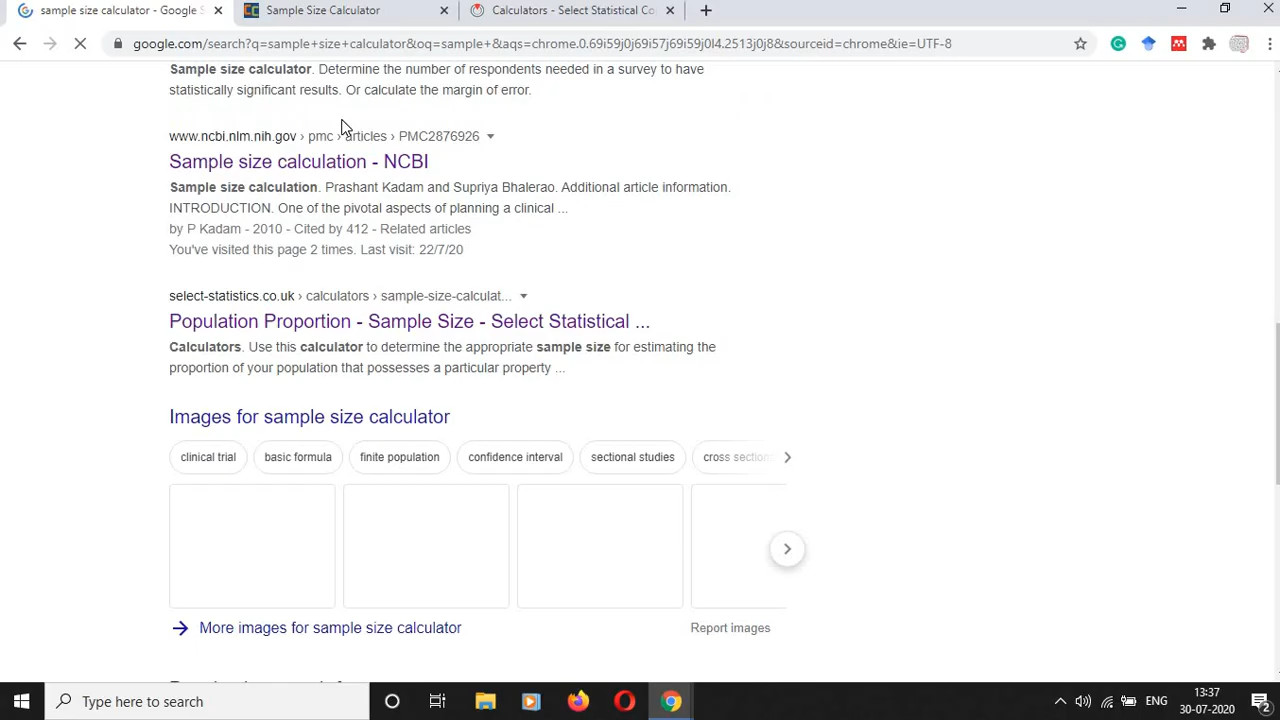 sample size calculator - Google S
Sample Size Calculator
Calculators - Select Statistical Co
google.com/search?q=sample+size+calculator&oq=sample+&aqs=chrome.0.69i59j0j69i57j69i59j0l4.2513j0j8&sourceid=chrome&ie=UTF-8
Sample size calculator. Determine the number of respondents needed in a survey to have
statistically significant results. Or calculate the margin of error.
www.ncbi.nlm.nih.gov › pmc › articles › PMC2876926
Sample size calculation - NCBI
Sample size calculation. Prashant Kadam and Supriya Bhalerao. Additional article information.
INTRODUCTION. One of the pivotal aspects of planning a clinical ...
by P Kadam - 2010 - Cited by 412 - Related articles
You've visited this page 2 times. Last visit: 22/7/20
select-statistics.co.uk › calculators › sample-size-calculat...
Population Proportion - Sample Size - Select Statistical ...
Calculators. Use this calculator to determine the appropriate sample size for estimating the
proportion of your population that possesses a particular property ...
Images for sample size calculator
clinical trial
basic formula
finite population
confidence interval
sectional studies
cross section
More images for sample size calculator
Report images
Type here to search
ENG
13:37
30-07-2020
2